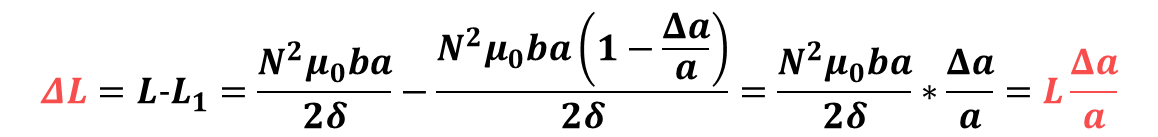 ΔL = L-L₁ = N²μ₀ba / 2δ − N²μ₀ba(1 − Δa/a) / 2δ = N²μ₀ba / 2δ * Δa/a = L Δa/a